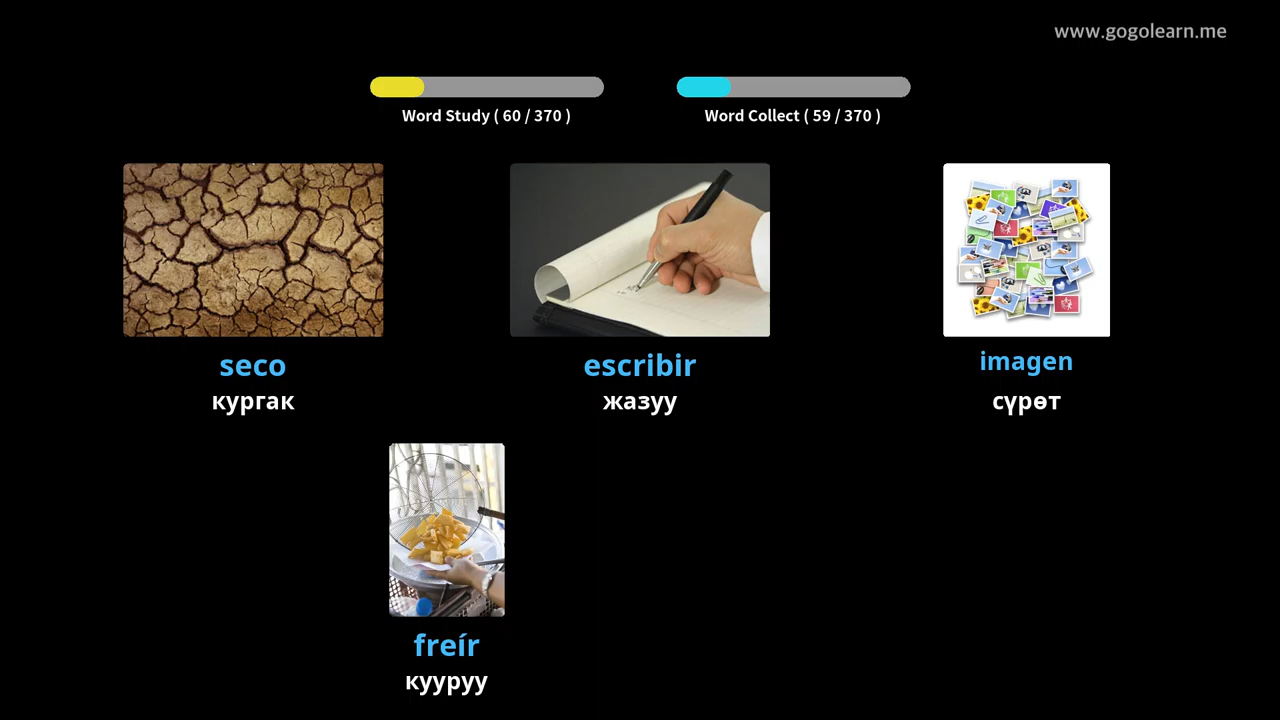 www.gogolearn.me
Word Study ( 60 / 370 )
Word Collect ( 59 / 370 )
seco
кургак
escribir
жазуу
imagen
сүрөт
freír
кууруу